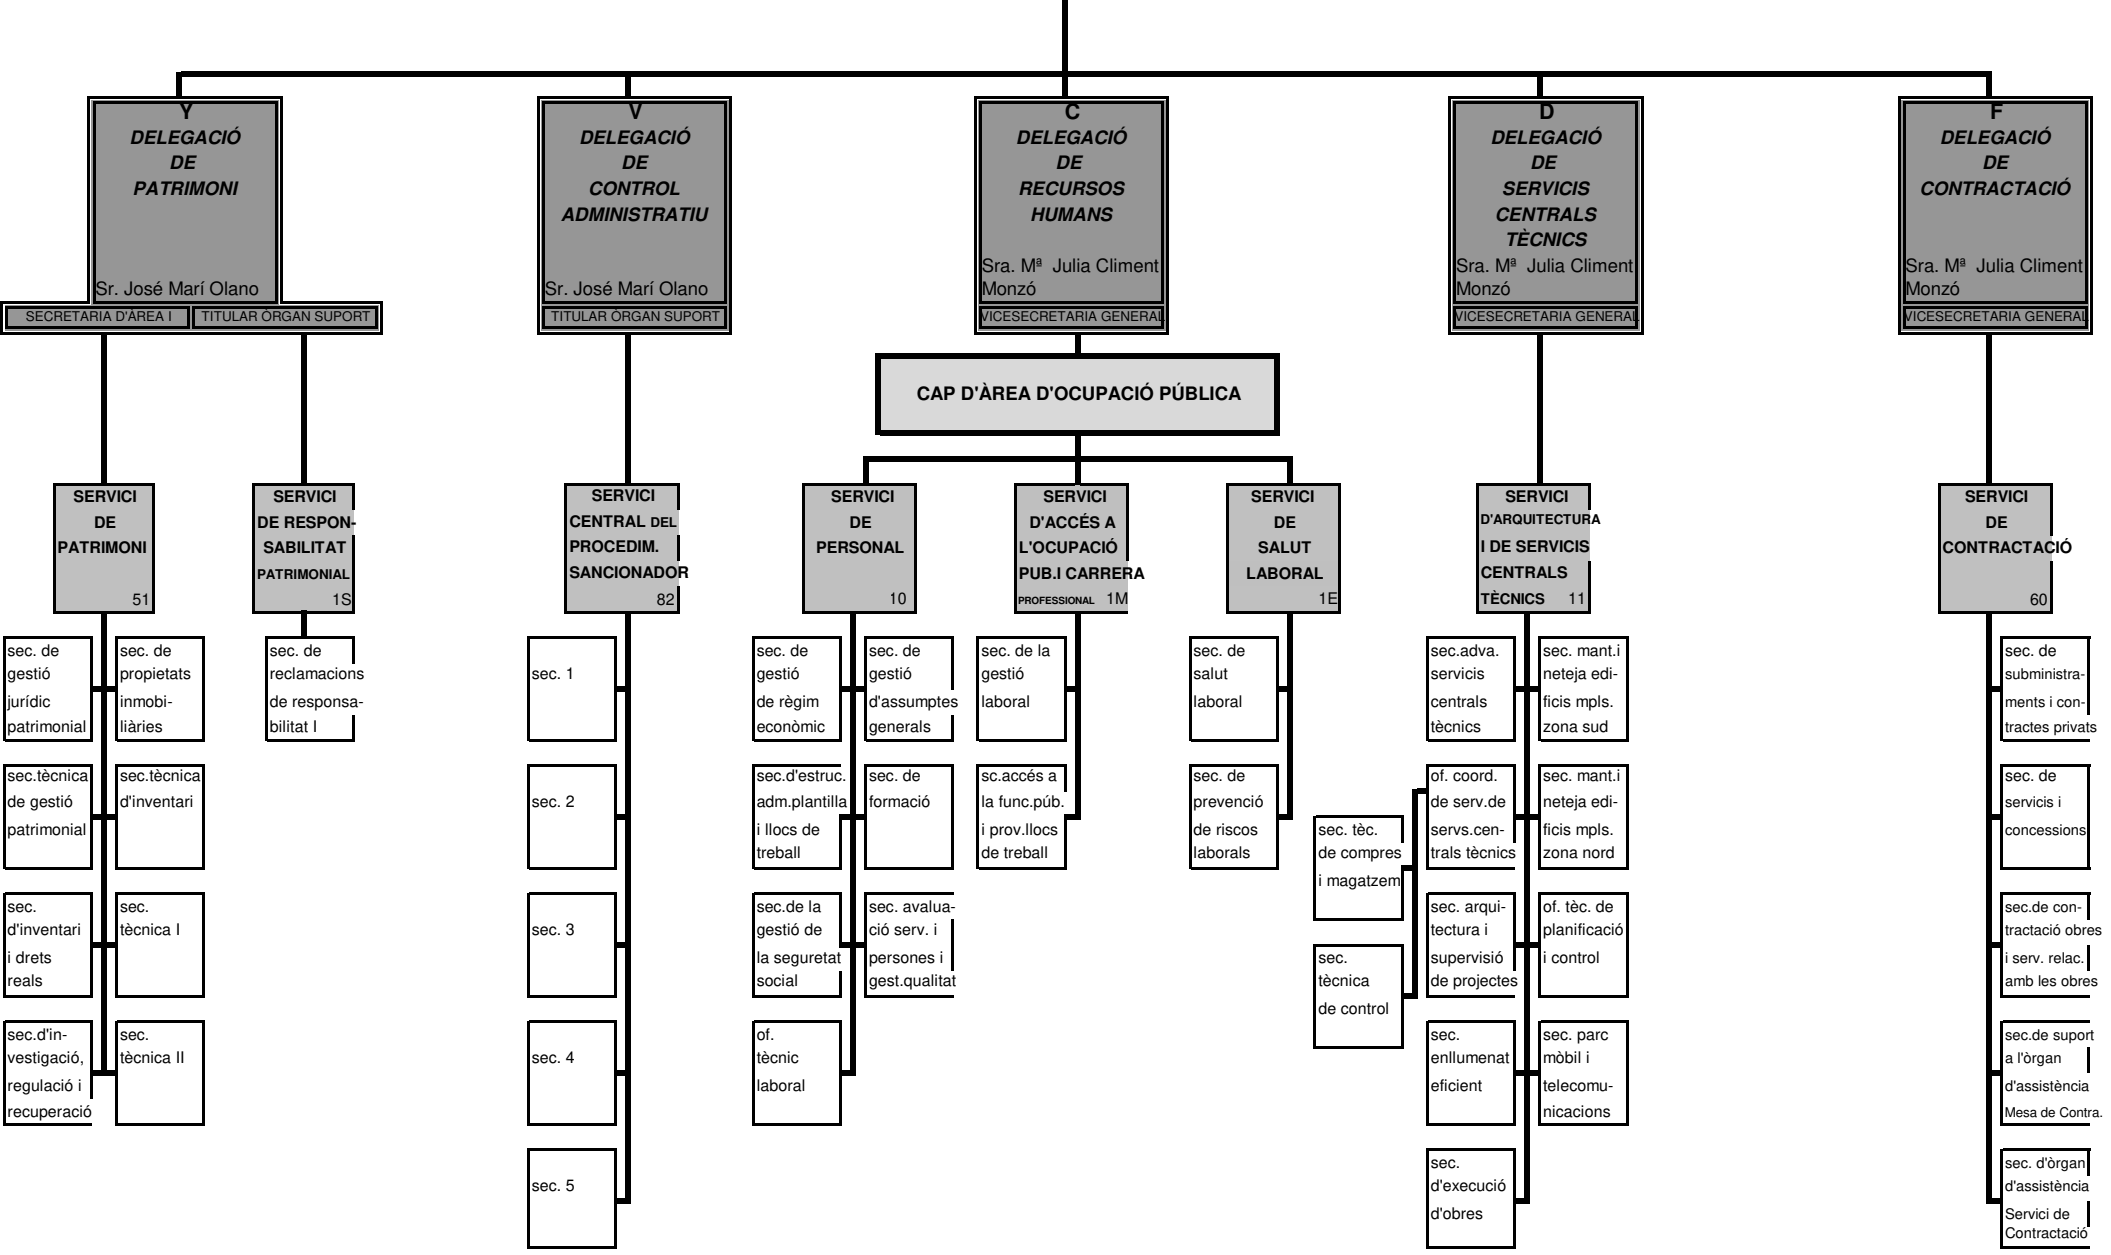 Y
DELEGACIÓ
DE
PATRIMONI
Sr. José Marí Olano
SECRETARIA D'ÀREA I
TITULAR ÒRGAN SUPORT
V
DELEGACIÓ
DE
CONTROL
ADMINISTRATIU
Sr. José Marí Olano
TITULAR ÒRGAN SUPORT
C
DELEGACIÓ
DE
RECURSOS
HUMANS
Sra. Mª Julia Climent
Monzó
VICESECRETARIA GENERAL
D
DELEGACIÓ
DE
SERVICIS
CENTRALS
TÈCNICS
Sra. Mª Julia Climent
Monzó
VICESECRETARIA GENERAL
F
DELEGACIÓ
DE
CONTRACTACIÓ
Sra. Mª Julia Climent
Monzó
VICESECRETARIA GENERAL
CAP D'ÀREA D'OCUPACIÓ PÚBLICA
SERVICI
DE
PATRIMONI
51
SERVICI
DE RESPON-
SABILITAT
PATRIMONIAL
1S
SERVICI
CENTRAL DEL
PROCEDIM.
SANCIONADOR
82
SERVICI
DE
PERSONAL
10
SERVICI
D'ACCÉS A
L'OCUPACIÓ
PUB.I CARRERA
PROFESSIONAL 1M
SERVICI
DE
SALUT
LABORAL
1E
SERVICI
D'ARQUITECTURA
I DE SERVICIS
CENTRALS
TÈCNICS 11
SERVICI
DE
CONTRACTACIÓ
60
sec. de
gestió
jurídic
patrimonial
sec. de
propietats
inmobi-
liàries
sec.tècnica
de gestió
patrimonial
sec.tècnica
d'inventari
sec.
d'inventari
i drets
reals
sec.
tècnica I
sec.d'in-
vestigació,
regulació i
recuperació
sec.
tècnica II
sec. de
reclamacions
de responsa-
bilitat I
sec. 1
sec. 2
sec. 3
sec. 4
sec. 5
sec. de
gestió
de règim
econòmic
sec. de
gestió
d'assumptes
generals
sec.d'estruc.
adm.plantilla
i llocs de
treball
sec. de
formació
sec.de la
gestió de
la seguretat
social
sec. avalua-
ció serv. i
persones i
gest.qualitat
of.
tècnic
laboral
sec. de la
gestió
laboral
sc.accés a
la func.púb.
i prov.llocs
de treball
sec. de
salut
laboral
sec. de
prevenció
de riscos
laborals
sec. tèc.
de compres
i magatzem
sec.
tècnica
de control
sec.adva.
servicis
centrals
tècnics
sec. mant.i
neteja edi-
ficis mpls.
zona sud
of. coord.
de serv.de
servs.cen-
trals tècnics
sec. mant.i
neteja edi-
ficis mpls.
zona nord
sec. arqui-
tectura i
supervisió
de projectes
of. tèc. de
planificació
i control
sec.
enllumenat
eficient
sec. parc
mòbil i
telecomu-
nicacions
sec.
d'execució
d'obres
sec. de
subministra-
ments i con-
tractes privats
sec. de
servicis i
concessions
sec.de con-
tractació obres
i serv. relac.
amb les obres
sec.de suport
a l'òrgan
d'assistència
Mesa de Contra.
sec. d'òrgan
d'assistència
Servici de
Contractació